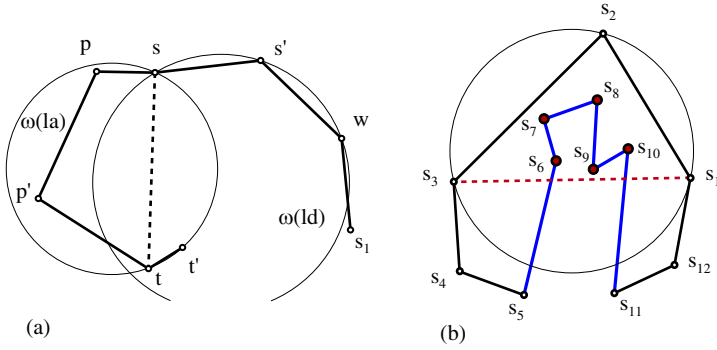 p
s
s'
ω(la)
w
p'
ω(ld)
s₁
t
t'
(a)
s₂
s₈
s₇
s₆
s₉
s₁₀
s₃
s₁
s₄
s₁₂
s₅
s₁₁
(b)